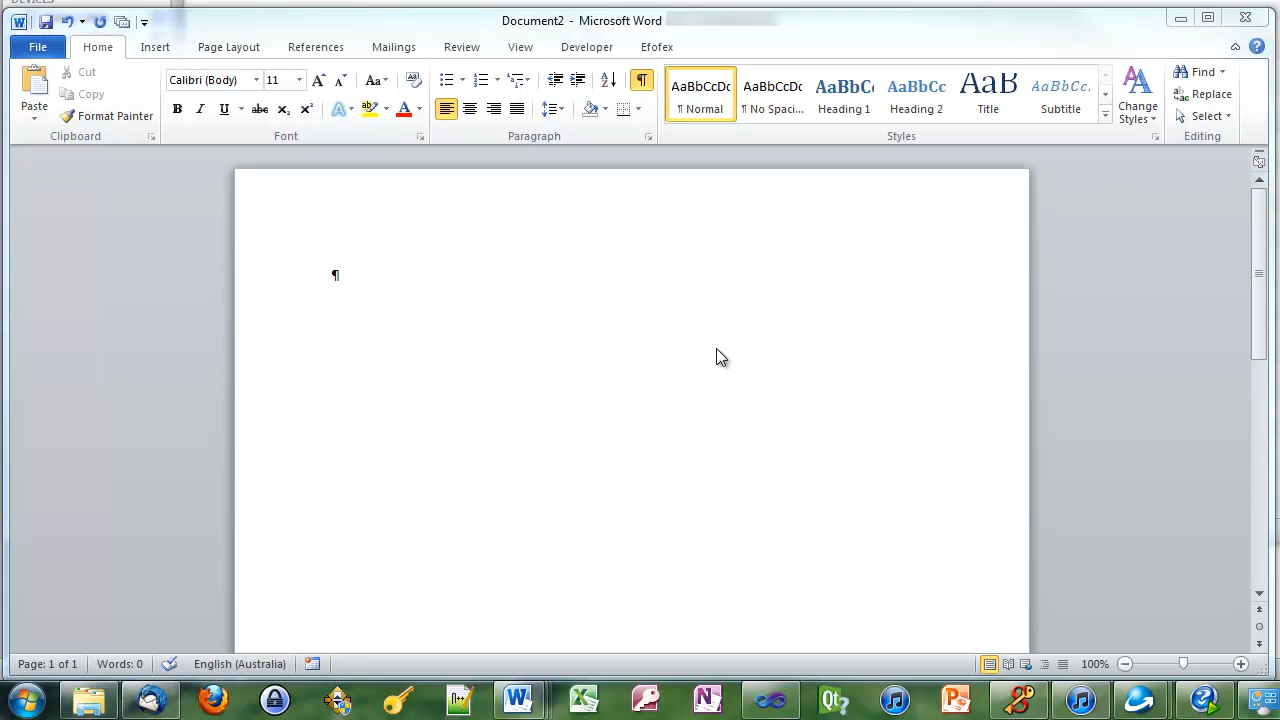 Document2 - Microsoft Word
File Home Insert Page Layout References Mailings Review View Developer Efofex
Paste
Cut
Copy
Format Painter
Clipboard
Calibri (Body) 11
Font
Paragraph
AaBbCcDc AaBbCcDc AaBbC AaBbCc AaB AaBbCc.
¶ Normal ¶ No Spaci... Heading 1 Heading 2 Title Subtitle
Change
Styles
Styles
Find
Replace
Select
Editing
¶
Page: 1 of 1 Words: 0 English (Australia) 100%